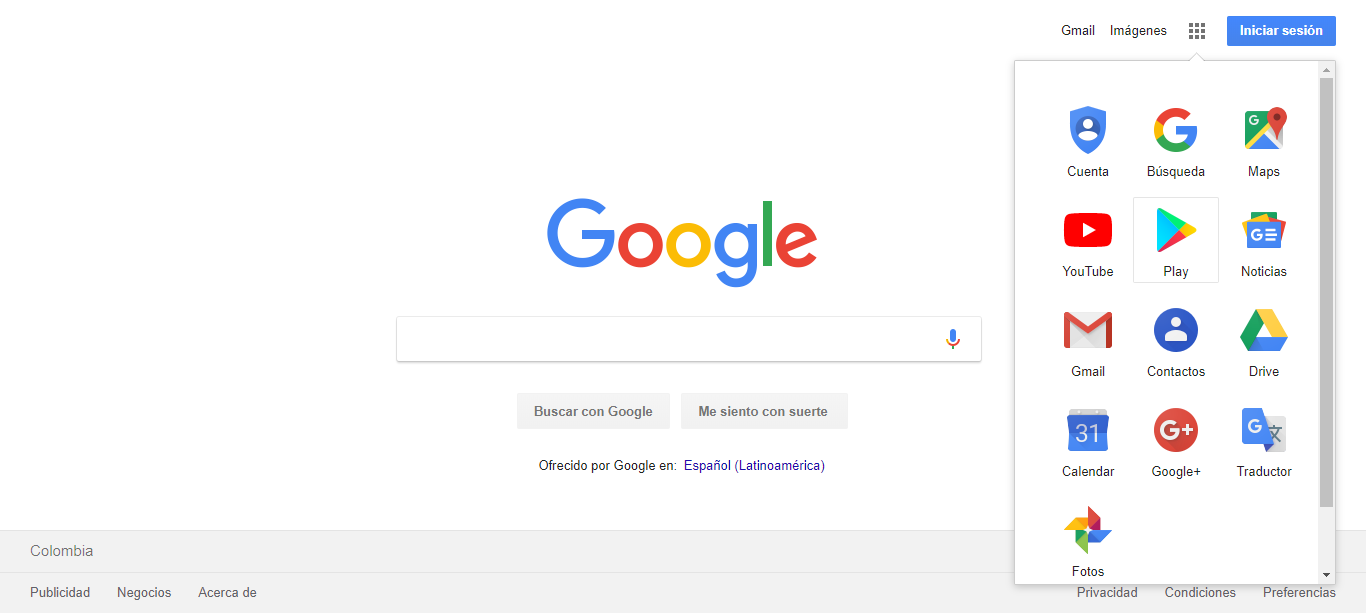 Gmail Imágenes Iniciar sesión
Cuenta Búsqueda Maps
YouTube Play Noticias
Gmail Contactos Drive
31
Calendar Google+ Traductor
Fotos
Google
Buscar con Google Me siento con suerte
Ofrecido por Google en: Español (Latinoamérica)
Colombia
Publicidad Negocios Acerca de Privacidad Condiciones Preferencias